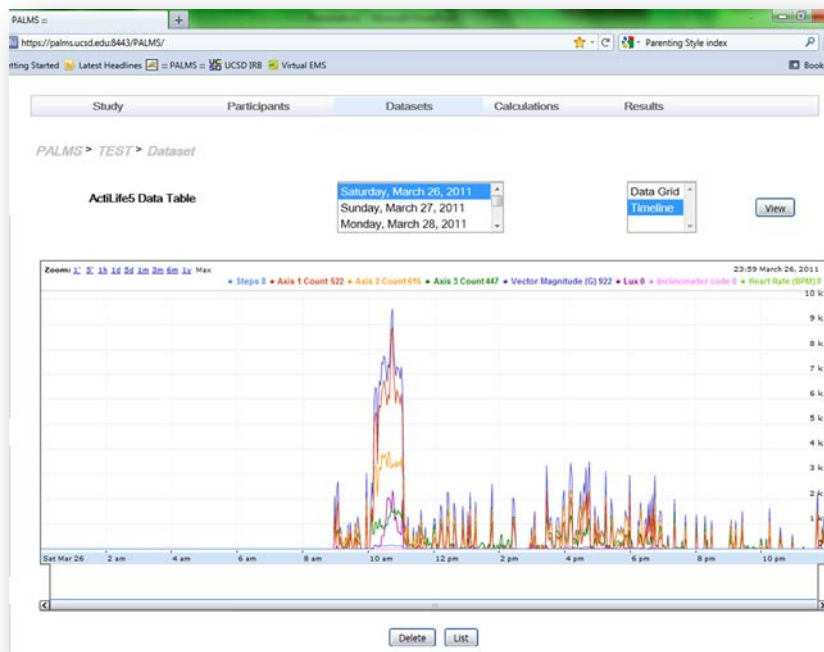 PALMS ::
+
https://palms.ucsd.edu:8443/PALMS/
Parenting Style index
tting Started Latest Headlines :: PALMS :: UCSD IRB Virtual EMS
Book
Study Participants Datasets Calculations Results
PALMS > TEST > Dataset
ActiLife5 Data Table
Saturday, March 26, 2011
Sunday, March 27, 2011
Monday, March 28, 2011
Data Grid
Timeline
View
Zoom: 1' 5' 1h 1d 5d 1m 3m 6m 1y Max
23:59 March 26, 2011
Steps 0 Axis 1 Count 522 Axis 2 Count 616 Axis 3 Count 447 Vector Magnitude (G) 922 Lux 0 Inclinometer code 0 Heart Rate (BPM) 0
10 k
9 k
8 k
7 k
6 k
5 k
4 k
3 k
2 k
1 k
Sat Mar 26 2 am 4 am 6 am 8 am 10 am 12 pm 2 pm 4 pm 6 pm 8 pm 10 pm
Delete List